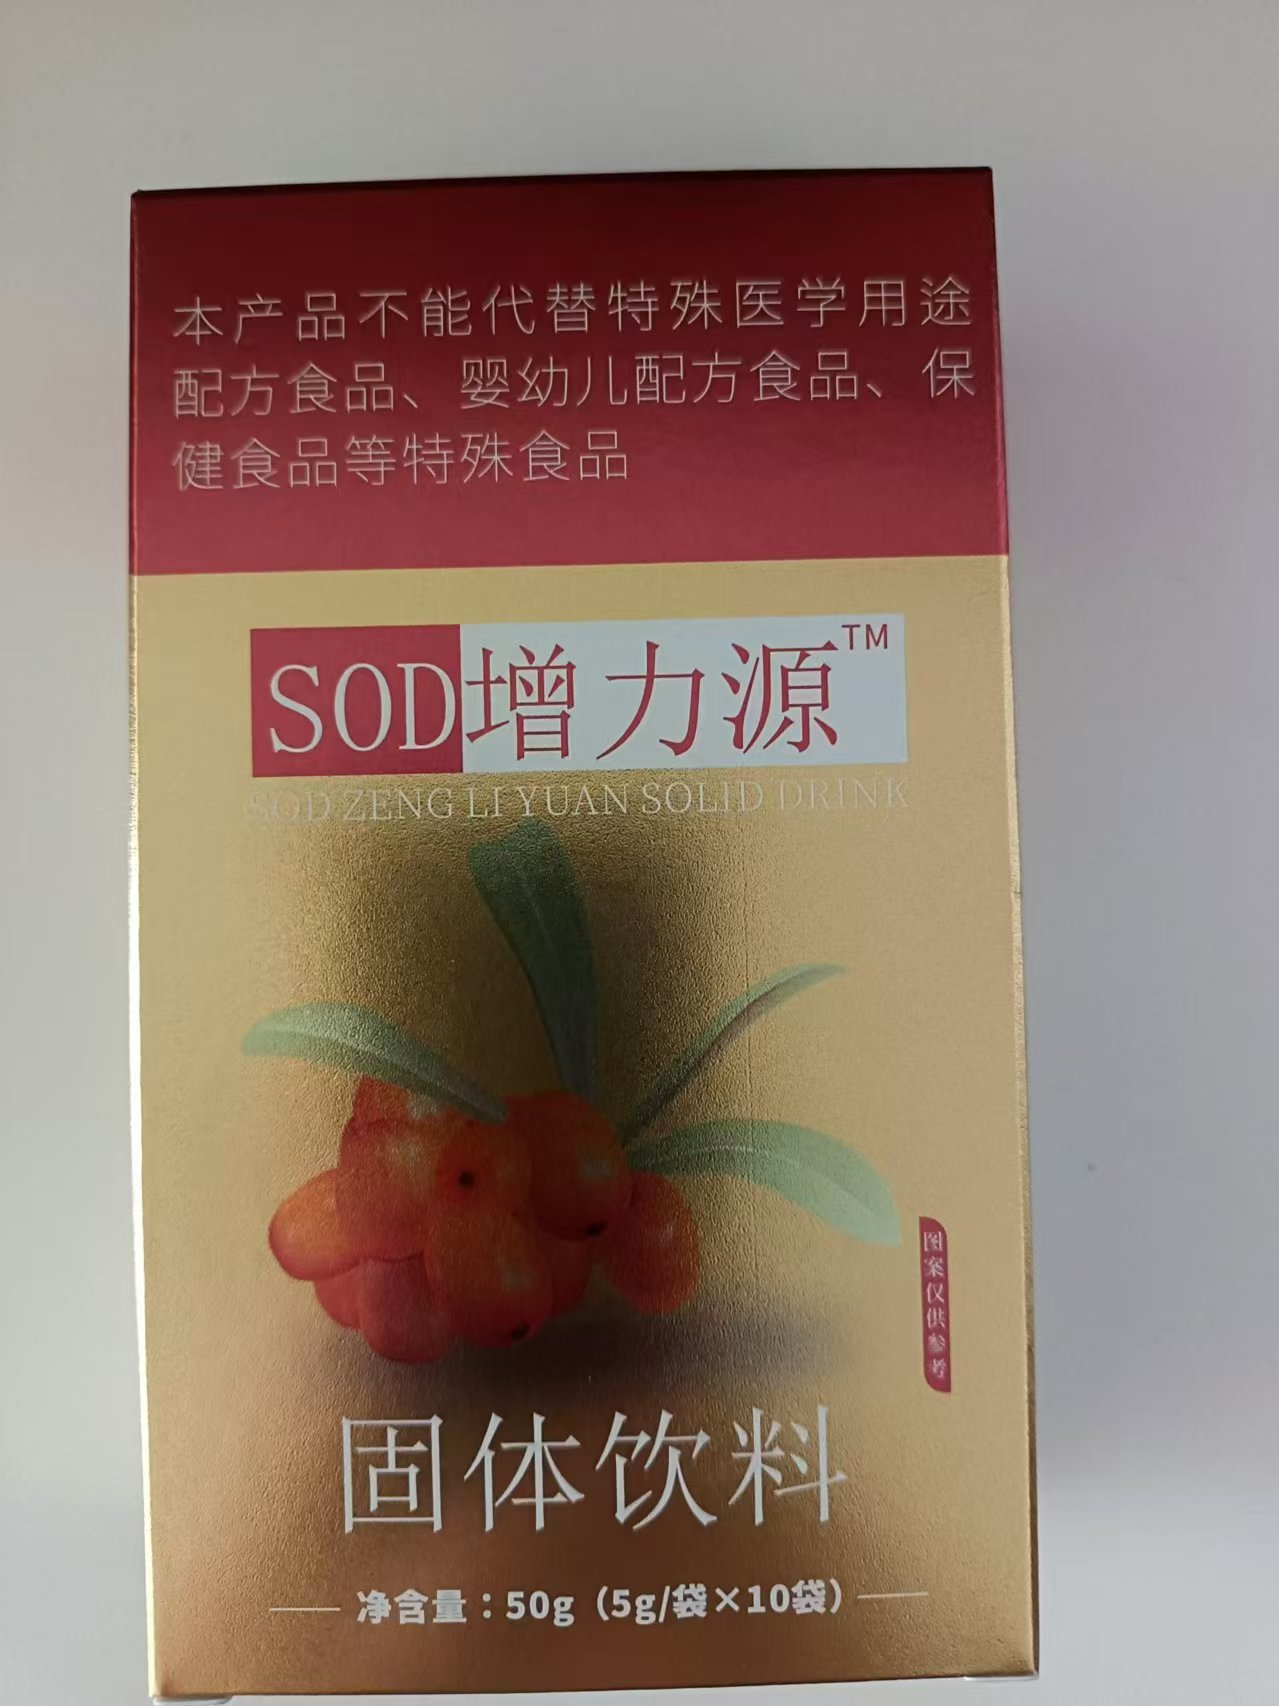 本产品不能代替特殊医学用途
配方食品、婴幼儿配方食品、保
健食品等特殊食品
SOD增力源™
SOD ZENG LI YUAN SOLID DRINK
图案仅供参考
固体饮料
净含量：50g（5g/袋×10袋）